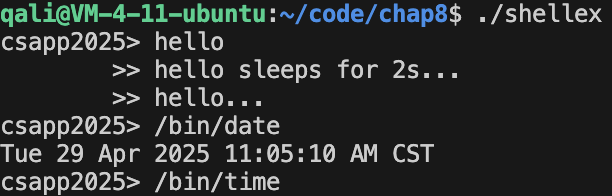 qali@VM-4-11-ubuntu:~/code/chap8$ ./shellex
csapp2025> hello
        >> hello sleeps for 2s...
        >> hello...
csapp2025> /bin/date
Tue 29 Apr 2025 11:05:10 AM CST
csapp2025> /bin/time